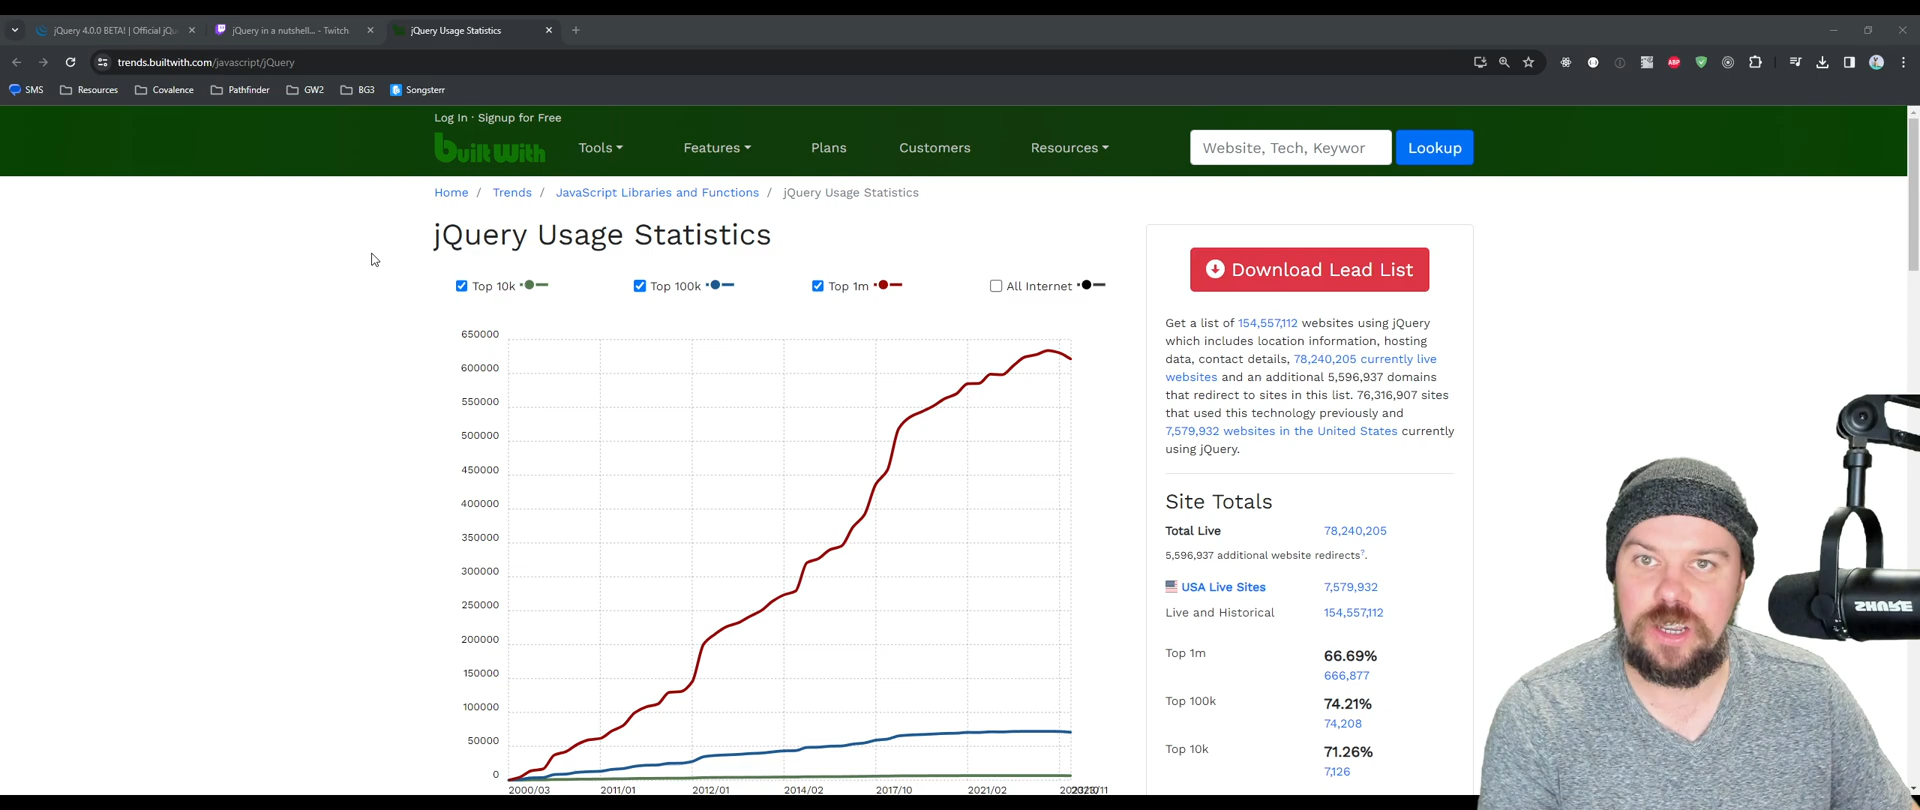 jQuery 4.0.0 BETA! | Official jQu
jQuery in a nutshell... - Twitch
jQuery Usage Statistics
trends.builtwith.com/javascript/jQuery
SMS
Resources
Covalence
Pathfinder
GW2
BG3
Songsterr
ABP
Log In · Signup for Free
built with
Tools
Features
Plans
Customers
Resources
Website, Tech, Keywor
Lookup
Home / Trends / JavaScript Libraries and Functions / jQuery Usage Statistics
jQuery Usage Statistics
Top 10k
Top 100k
Top 1m
All Internet
650000
600000
550000
500000
450000
400000
350000
300000
250000
200000
150000
100000
50000
0
2000/03
2011/01
2012/01
2014/02
2017/10
2021/02
Download Lead List
Get a list of 154,557,112 websites using jQuery
which includes location information, hosting
data, contact details, 78,240,205 currently live
websites and an additional 5,596,937 domains
that redirect to sites in this list. 76,316,907 sites
that used this technology previously and
7,579,932 websites in the United States currently
using jQuery.
Site Totals
Total Live 78,240,205
5,596,937 additional website redirects?.
USA Live Sites 7,579,932
Live and Historical 154,557,112
Top 1m 66.69%
666,877
Top 100k 74.21%
74,208
Top 10k 71.26%
7,126
SHURE